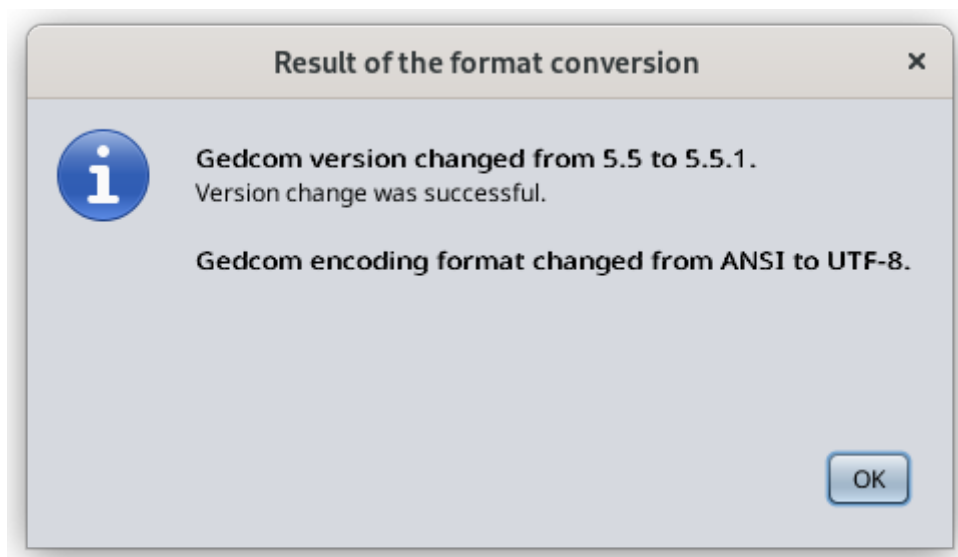 Result of the format conversion
Gedcom version changed from 5.5 to 5.5.1.
Version change was successful.
Gedcom encoding format changed from ANSI to UTF-8.
OK